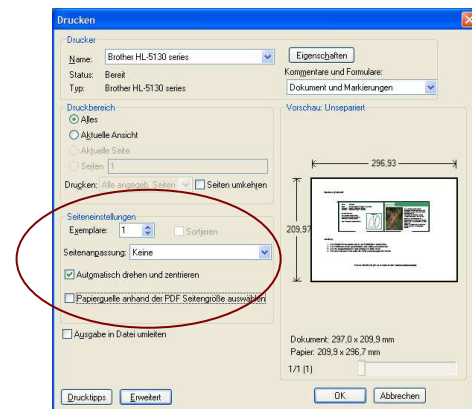 Drucken
Drucker
Name: Brother HL-5130 series
Status: Bereit
Typ: Brother HL-5130 series
Eigenschaften
Kommentare und Formulare:
Dokument und Markierungen
Druckbereich
Alles
Aktuelle Ansicht
Aktuelle Seite
Seiten 1
Drucken: Alle angegeb. Seiten Seiten umkehren
Seiteneinstellungen
Exemplare: 1 Sortieren
Seitenanpassung: Keine
Automatisch drehen und zentrieren
Papierquelle anhand der PDF Seitengröße auswählen
Ausgabe in Datei umleiten
Vorschau: Unsepariert
296,93
209,97
Dokument: 297,0 x 209,9 mm
Papier: 209,9 x 296,7 mm
1/1 (1)
Drucktipps Erweitert OK Abbrechen